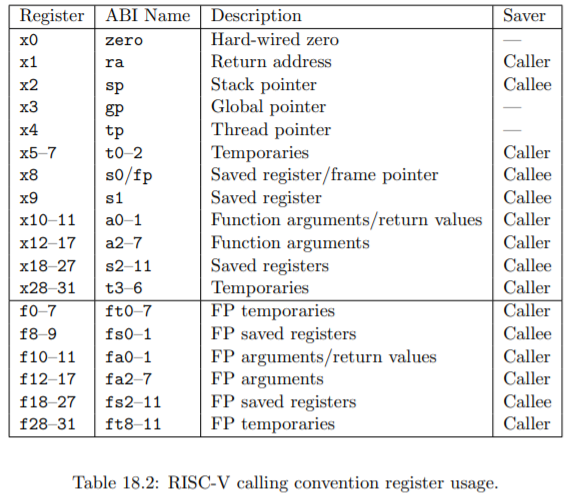 Register ABI Name Description Saver
x0 zero Hard-wired zero —
x1 ra Return address Caller
x2 sp Stack pointer Callee
x3 gp Global pointer —
x4 tp Thread pointer —
x5–7 t0–2 Temporaries Caller
x8 s0/fp Saved register/frame pointer Callee
x9 s1 Saved register Callee
x10–11 a0–1 Function arguments/return values Caller
x12–17 a2–7 Function arguments Caller
x18–27 s2–11 Saved registers Callee
x28–31 t3–6 Temporaries Caller
f0–7 ft0–7 FP temporaries Caller
f8–9 fs0–1 FP saved registers Callee
f10–11 fa0–1 FP arguments/return values Caller
f12–17 fa2–7 FP arguments Caller
f18–27 fs2–11 FP saved registers Callee
f28–31 ft8–11 FP temporaries Caller
Table 18.2: RISC-V calling convention register usage.